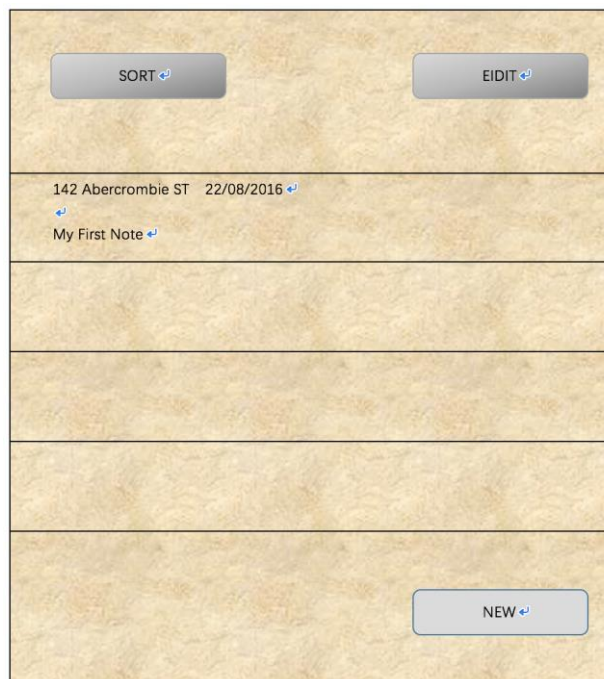 SORT
EIDIT
142 Abercrombie ST 22/08/2016
My First Note
NEW